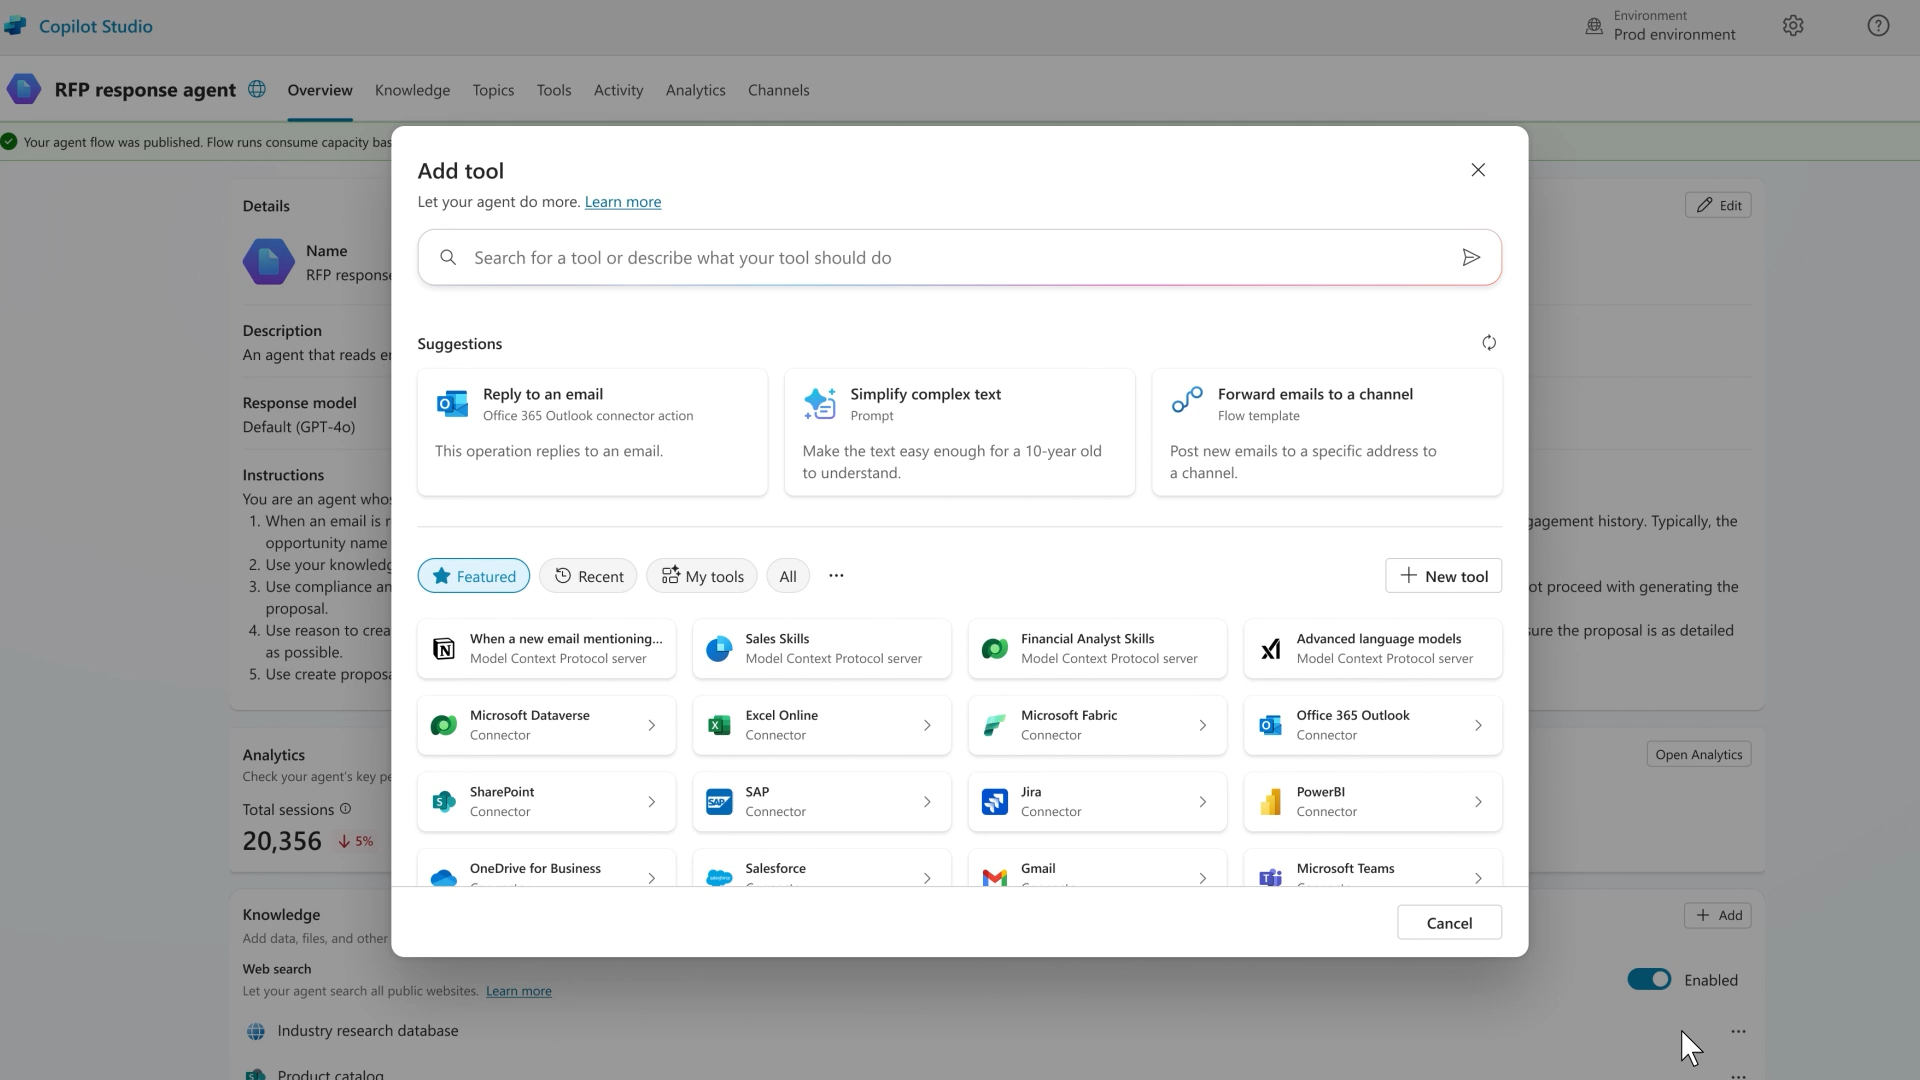 Copilot Studio
Environment
Prod environment
RFP response agent
Overview
Knowledge
Topics
Tools
Activity
Analytics
Channels
Your agent flow was published. Flow runs consume capacity
Details
Edit
Name
RFP response
Description
An agent that reads
Response model
Default (GPT-4o)
Instructions
You are an agent
1. When an email is
opportunity name
2. Use your
3. Use compliance
proposal.
4. Use reason to
as possible.
5. Use create
history. Typically, the
not proceed with generating the
the proposal is as detailed
Analytics
Check your agent's key
Open Analytics
Total sessions
20,356
5%
Knowledge
Add data, files, and other
Add
Web search
Let your agent search all public websites. Learn more
Enabled
Industry research database
Product catalog
Add tool
Let your agent do more. Learn more
Search for a tool or describe what your tool should do
Suggestions
Reply to an email
Office 365 Outlook connector action
This operation replies to an email.
Simplify complex text
Prompt
Make the text easy enough for a 10-year old
to understand.
Forward emails to a channel
Flow template
Post new emails to a specific address to
a channel.
Featured
Recent
My tools
All
New tool
When a new email mentioning...
Model Context Protocol server
Sales Skills
Model Context Protocol server
Financial Analyst Skills
Model Context Protocol server
Advanced language models
Model Context Protocol server
Microsoft Dataverse
Connector
Excel Online
Connector
Microsoft Fabric
Connector
Office 365 Outlook
Connector
SharePoint
Connector
SAP
Connector
Jira
Connector
PowerBI
Connector
OneDrive for Business
Salesforce
Gmail
Microsoft Teams
Cancel